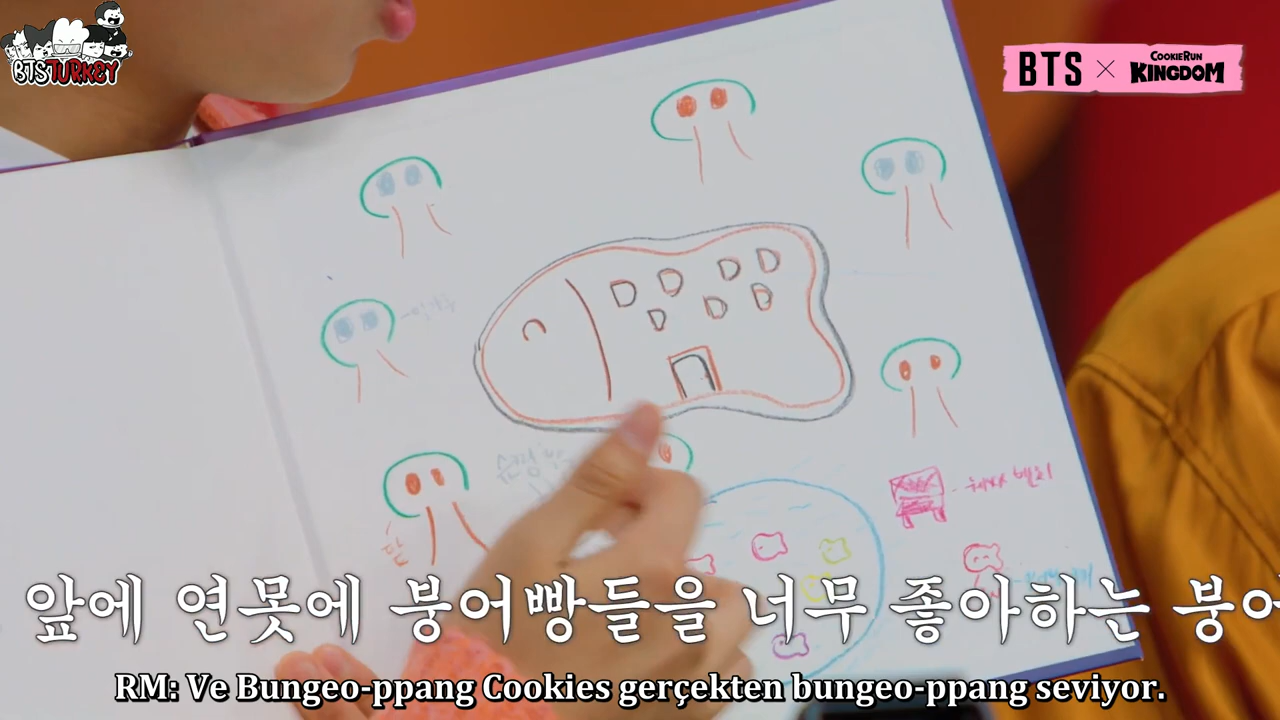 BTSTURKEY
BTS × COOKIERUN KINGDOM
앞에 연못에 붕어빵들을 너무 좋아하는 붕어
RM: Ve Bungeo-ppang Cookies gerçekten bungeo-ppang seviyor.